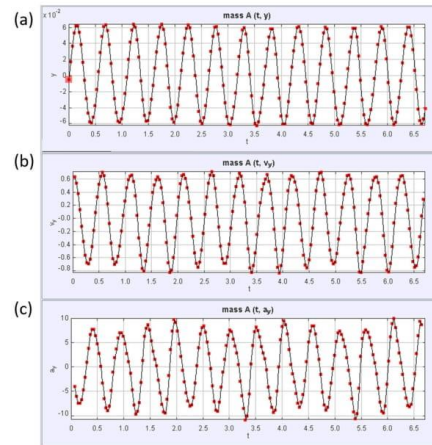 (a)
x 10⁻²
mass A (t, y)
y
6
4
2
0
-2
-4
-6
0 0.5 1.0 1.5 2.0 2.5 3.0 3.5 4.0 4.5 5.0 5.5 6.0 6.5
t
(b)
mass A (t, vy)
vy
0.6
0.4
0.2
-0.0
-0.2
-0.4
-0.6
-0.8
0 0.5 1.0 1.5 2.0 2.5 3.0 3.5 4.0 4.5 5.0 5.5 6.0 6.5
t
(c)
mass A (t, ay)
ay
10
5
0
-5
-10
0 0.5 1.0 1.5 2.0 2.5 3.0 3.5 4.0 4.5 5.0 5.5 6.0 6.5
t